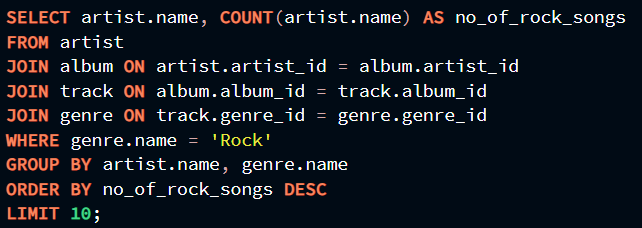 SELECT artist.name, COUNT(artist.name) AS no_of_rock_songs
FROM artist
JOIN album ON artist.artist_id = album.artist_id
JOIN track ON album.album_id = track.album_id
JOIN genre ON track.genre_id = genre.genre_id
WHERE genre.name = 'Rock'
GROUP BY artist.name, genre.name
ORDER BY no_of_rock_songs DESC
LIMIT 10;